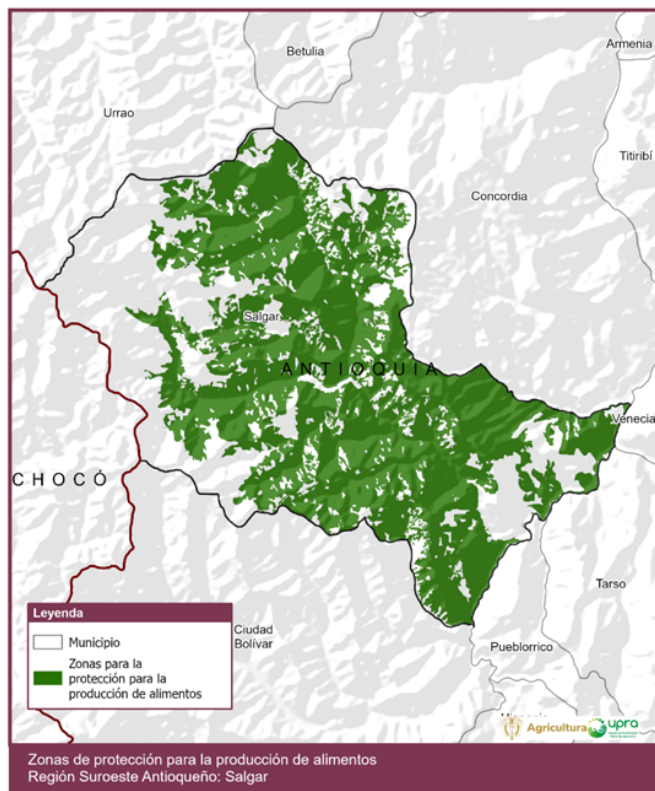 Betulia
Armenia
Urrao
Titiribí
Concordia
Salgar
ANTIOQUIA
Venecia
CHOCÓ
Tarso
Leyenda
Municipio
Zonas para la
protección para la
producción de alimentos
Ciudad
Bolívar
Pueblorrico
Agricultura
upra
Zonas de protección para la producción de alimentos
Región Suroeste Antioqueño: Salgar